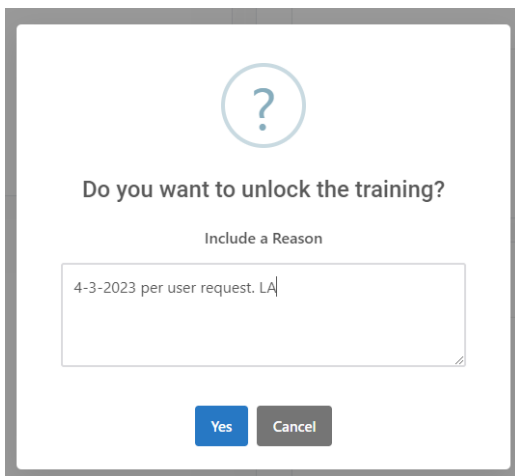 ?
Do you want to unlock the training?
Include a Reason
4-3-2023 per user request. LA
Yes Cancel